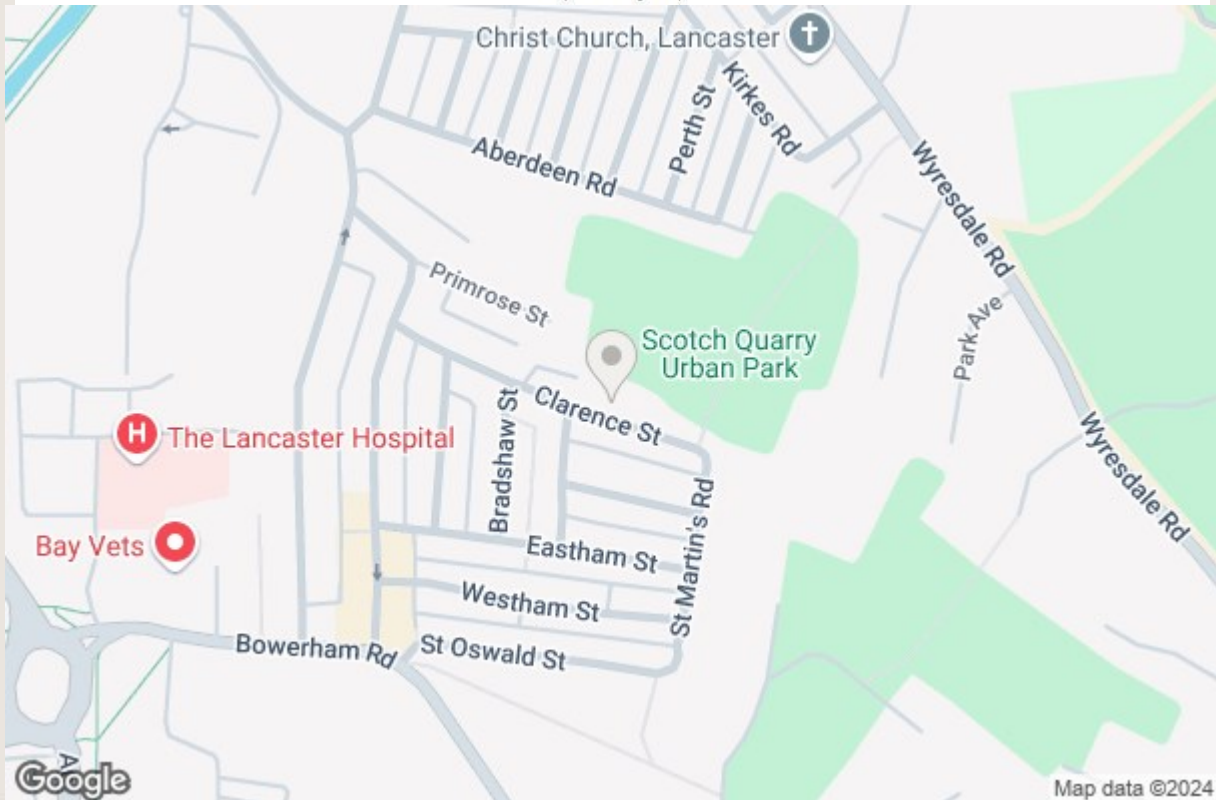 Christ Church, Lancaster
Kirkes Rd
Perth St
Aberdeen Rd
Wyresdale Rd
Primrose St
Park Ave
Scotch Quarry
Urban Park
Clarence St
Bradshaw St
H
The Lancaster Hospital
Wyresdale Rd
St Martin's Rd
Bay Vets
Eastham St
Westham St
Bowerham Rd
St Oswald St
Google
Map data ©2024